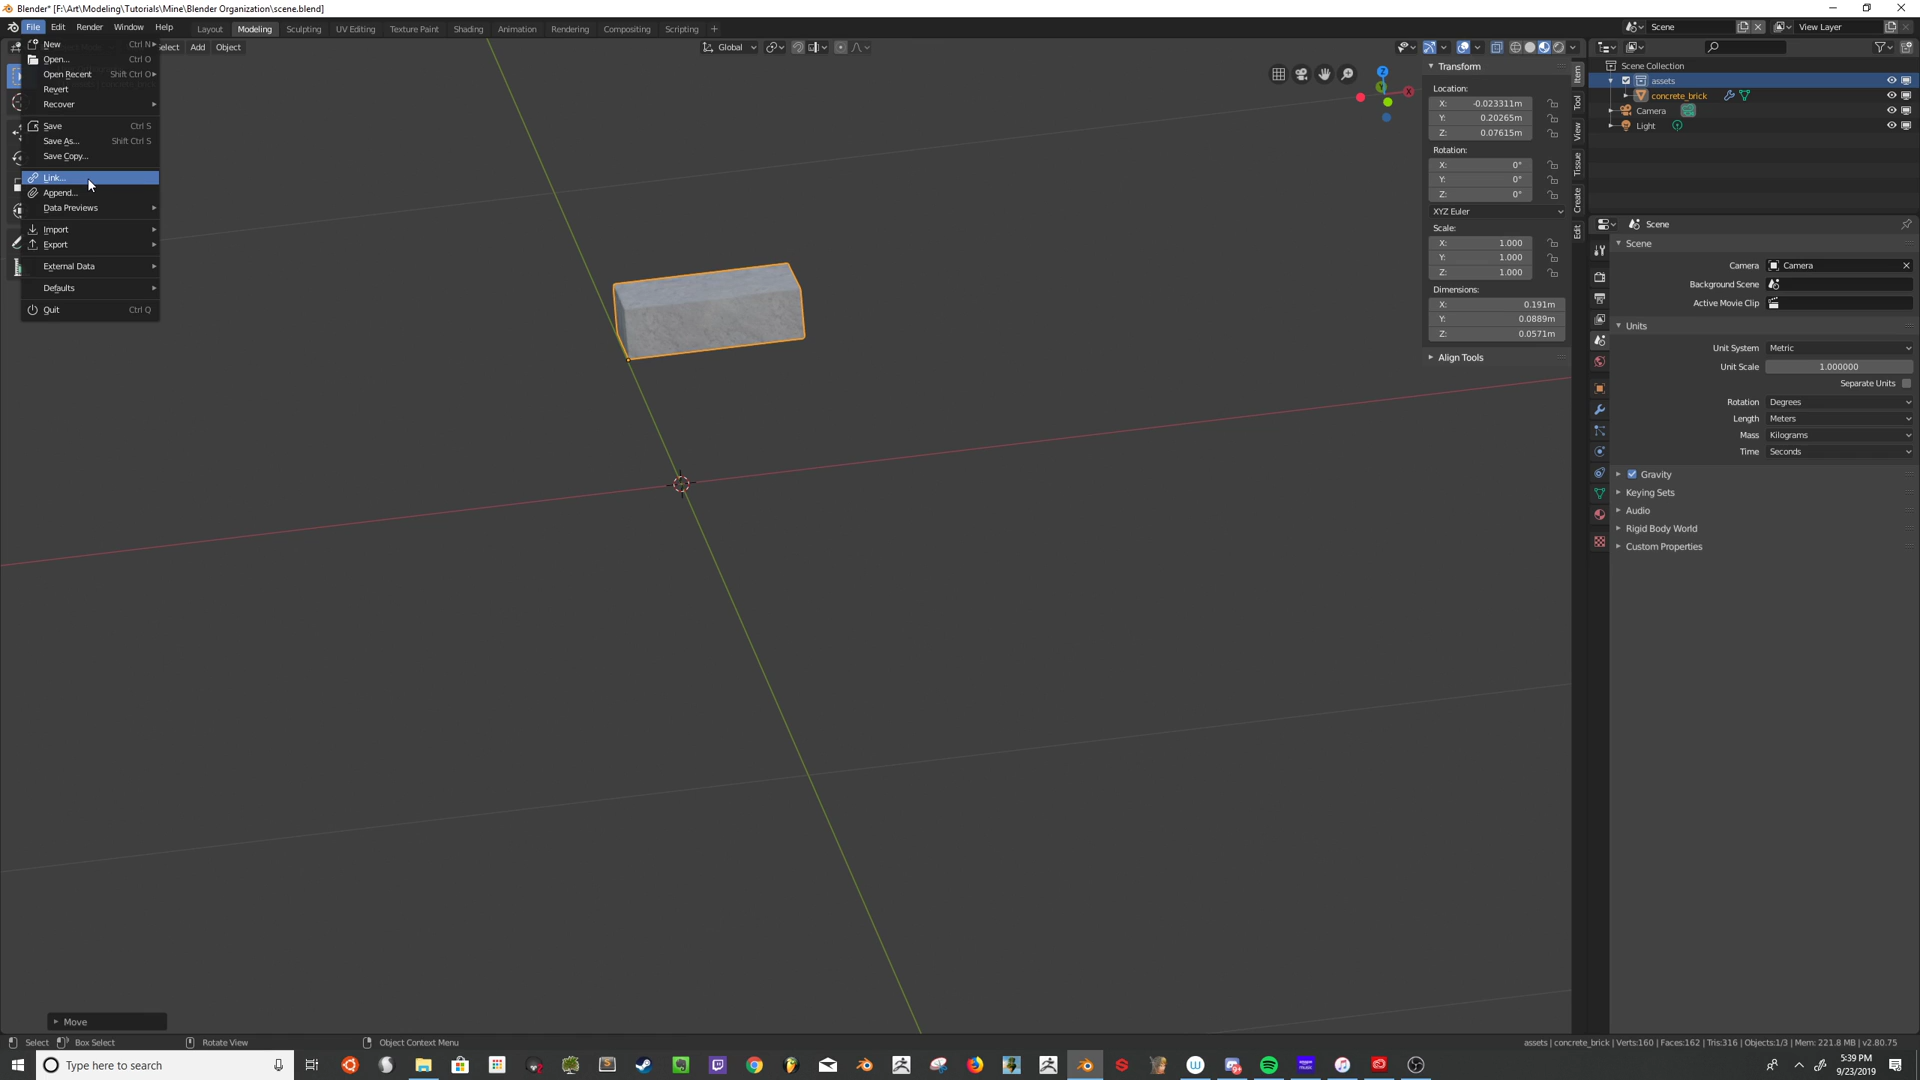 Blender* [F:\Art\Modeling\Tutorials\Mine\Blender Organization\scene.blend]
File Edit Render Window Help Layout Modeling Sculpting UV Editing Texture Paint Shading Animation Rendering Compositing Scripting + Scene View Layer
Select Add Object Global
New Ctrl N
Open... Ctrl O
Open Recent Shift Ctrl O
Revert
Recover
Save Ctrl S
Save As... Shift Ctrl S
Save Copy...
Link...
Append...
Data Previews
Import
Export
External Data
Defaults
Quit Ctrl Q
Z
Y
X
Transform
Location:
X: -0.023311m
Y: 0.20265m
Z: 0.07615m
Rotation:
X: 0°
Y: 0°
Z: 0°
XYZ Euler
Scale:
X: 1.000
Y: 1.000
Z: 1.000
Dimensions:
X: 0.191m
Y: 0.0889m
Z: 0.0571m
Align Tools
Item
Tool
View
Tissue
Create
Edit
Scene Collection
assets
concrete_brick
Camera
Light
Scene
Scene
Camera Camera
Background Scene
Active Movie Clip
Units
Unit System Metric
Unit Scale 1.000000
Separate Units
Rotation Degrees
Length Meters
Mass Kilograms
Time Seconds
Gravity
Keying Sets
Audio
Rigid Body World
Custom Properties
Move
Select Box Select Rotate View Object Context Menu
assets | concrete_brick | Verts:160 | Faces:162 | Tris:316 | Objects:1/3 | Mem: 221.8 MB | v2.80.75
Type here to search
5:39 PM
9/23/2019